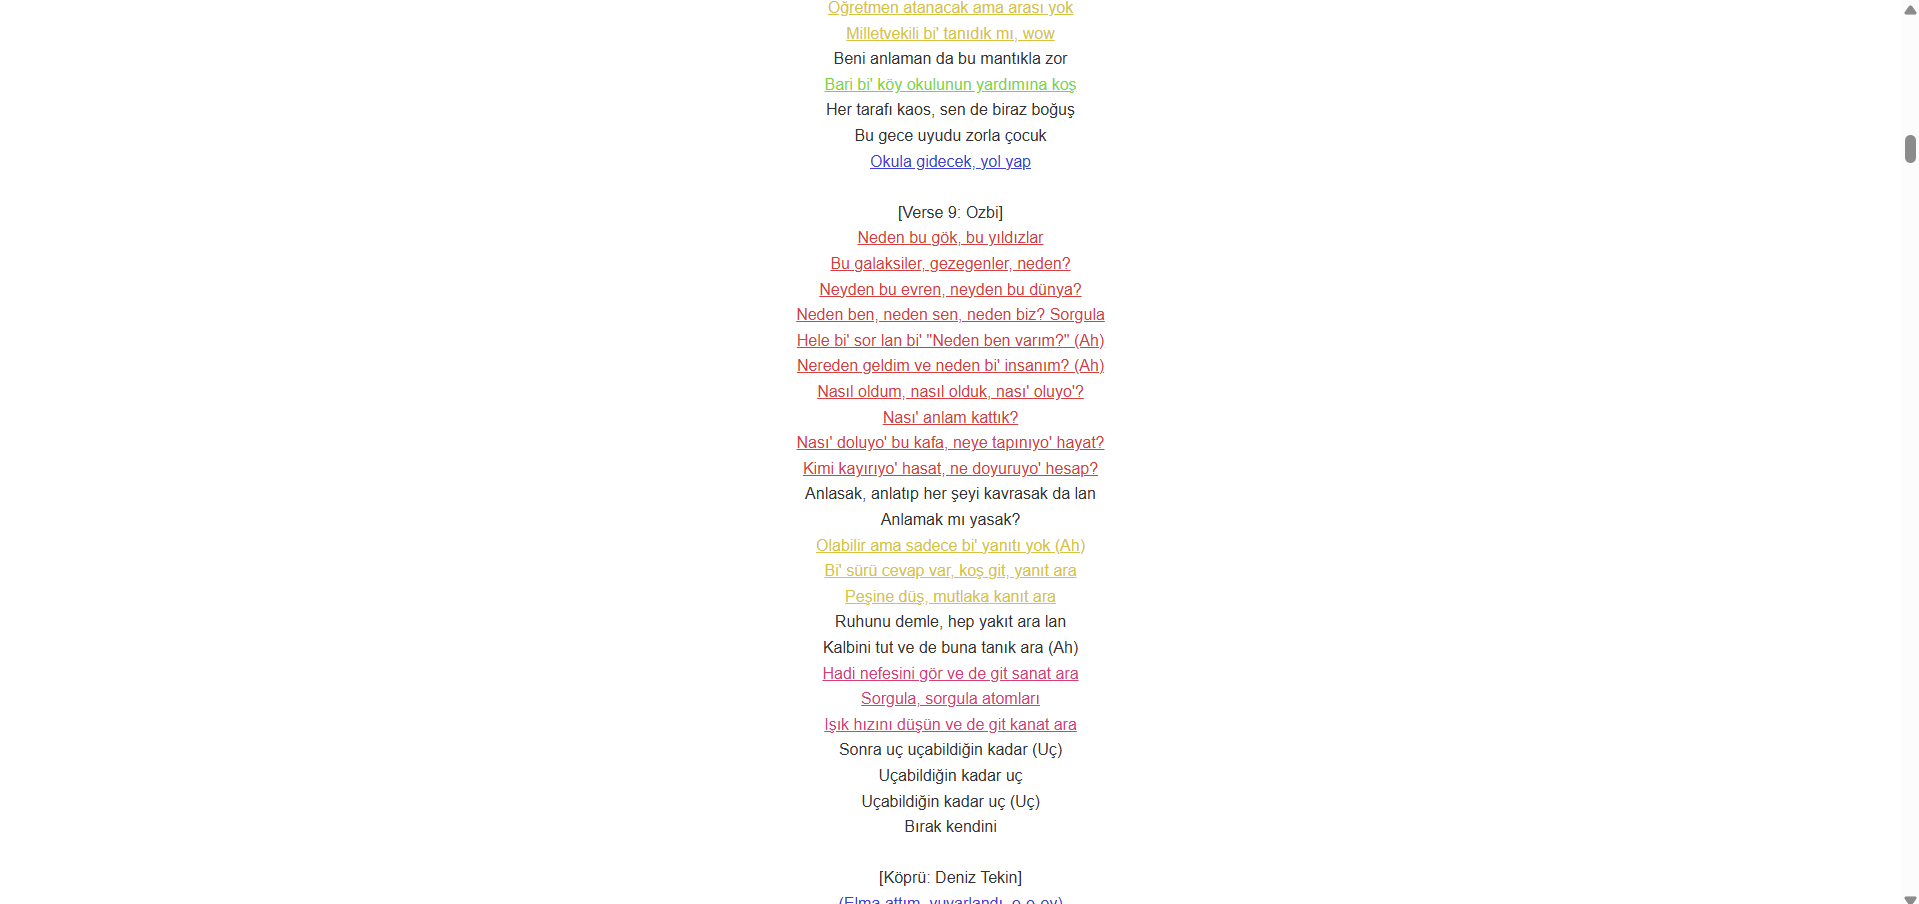 Öğretmen atanacak ama arası yok
Milletvekili bi' tanıdık mı, wow
Beni anlaman da bu mantıkla zor
Bari bi' köy okulunun yardımına koş
Her tarafı kaos, sen de biraz boğuş
Bu gece uyudu zorla çocuk
Okula gidecek, yol yap
[Verse 9: Ozbi]
Neden bu gök, bu yıldızlar
Bu galaksiler, gezegenler, neden?
Neyden bu evren, neyden bu dünya?
Neden ben, neden sen, neden biz? Sorgula
Hele bi' sor lan bi' "Neden ben varım?" (Ah)
Nereden geldim ve neden bi' insanım? (Ah)
Nasıl oldum, nasıl olduk, nası' oluyo'?
Nası' anlam kattık?
Nası' doluyo' bu kafa, neye tapınıyo' hayat?
Kimi kayırıyo' hasat, ne doyuruyo' hesap?
Anlasak, anlatıp her şeyi kavrasak da lan
Anlamak mı yasak?
Olabilir ama sadece bi' yanıtı yok (Ah)
Bi' sürü cevap var, koş git, yanıt ara
Peşine düş, mutlaka kanıt ara
Ruhunu demle, hep yakıt ara lan
Kalbini tut ve de buna tanık ara (Ah)
Hadi nefesini gör ve de git sanat ara
Sorgula, sorgula atomları
Işık hızını düşün ve de git kanat ara
Sonra uç uçabildiğin kadar (Uç)
Uçabildiğin kadar uç
Uçabildiğin kadar uç (Uç)
Bırak kendini
[Köprü: Deniz Tekin]
(Elma attım, yuvarlandı, o-o-oy)